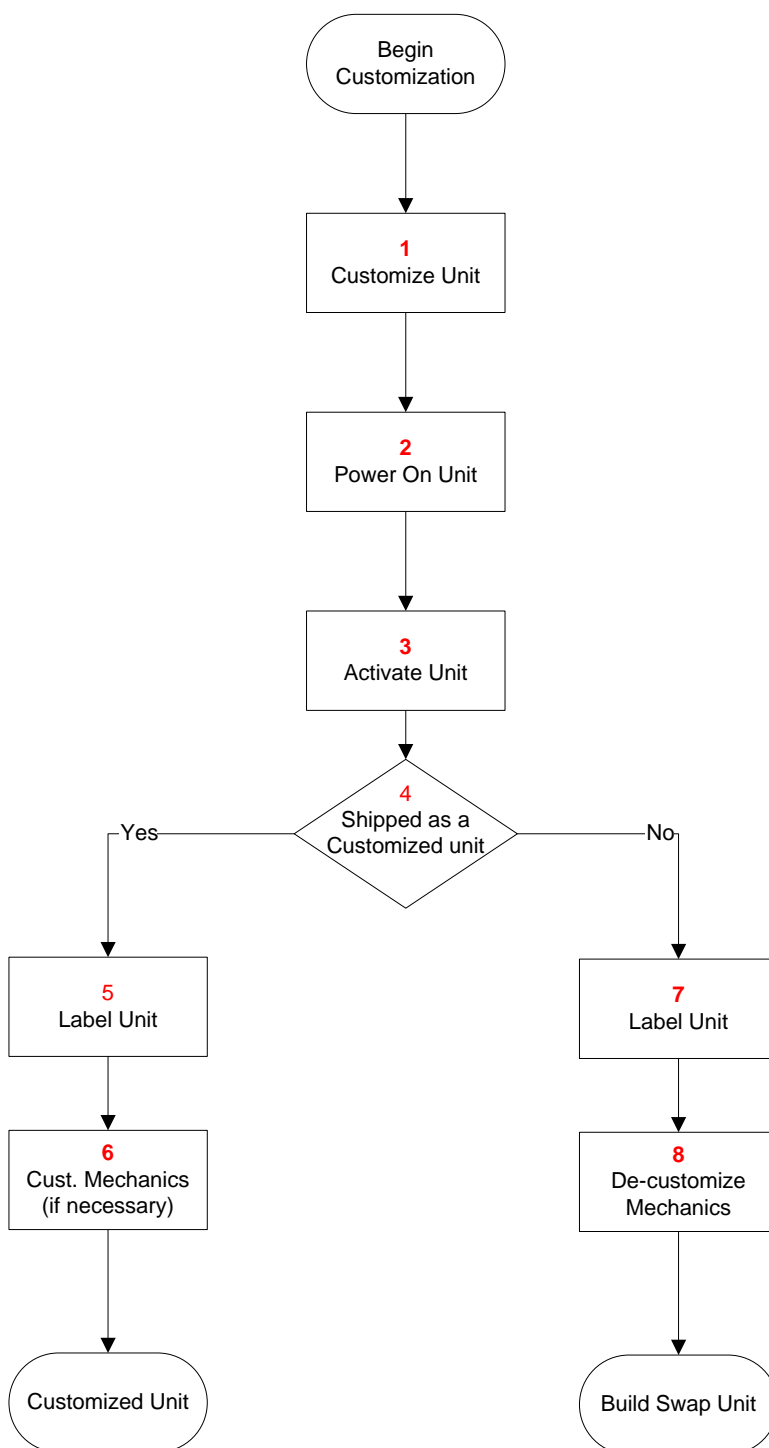 Begin
Customization
1
Customize Unit
2
Power On Unit
3
Activate Unit
4
Shipped as a
Customized unit
Yes
No
5
Label Unit
7
Label Unit
6
Cust. Mechanics
(if necessary)
8
De-customize
Mechanics
Customized Unit
Build Swap Unit